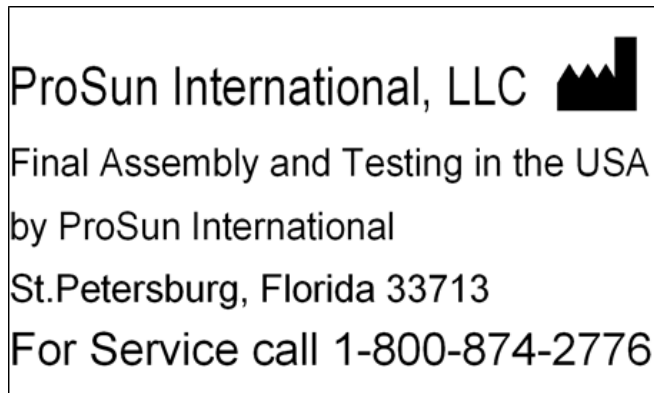 ProSun International, LLC
Final Assembly and Testing in the USA
by ProSun International
St.Petersburg, Florida 33713
For Service call 1-800-874-2776